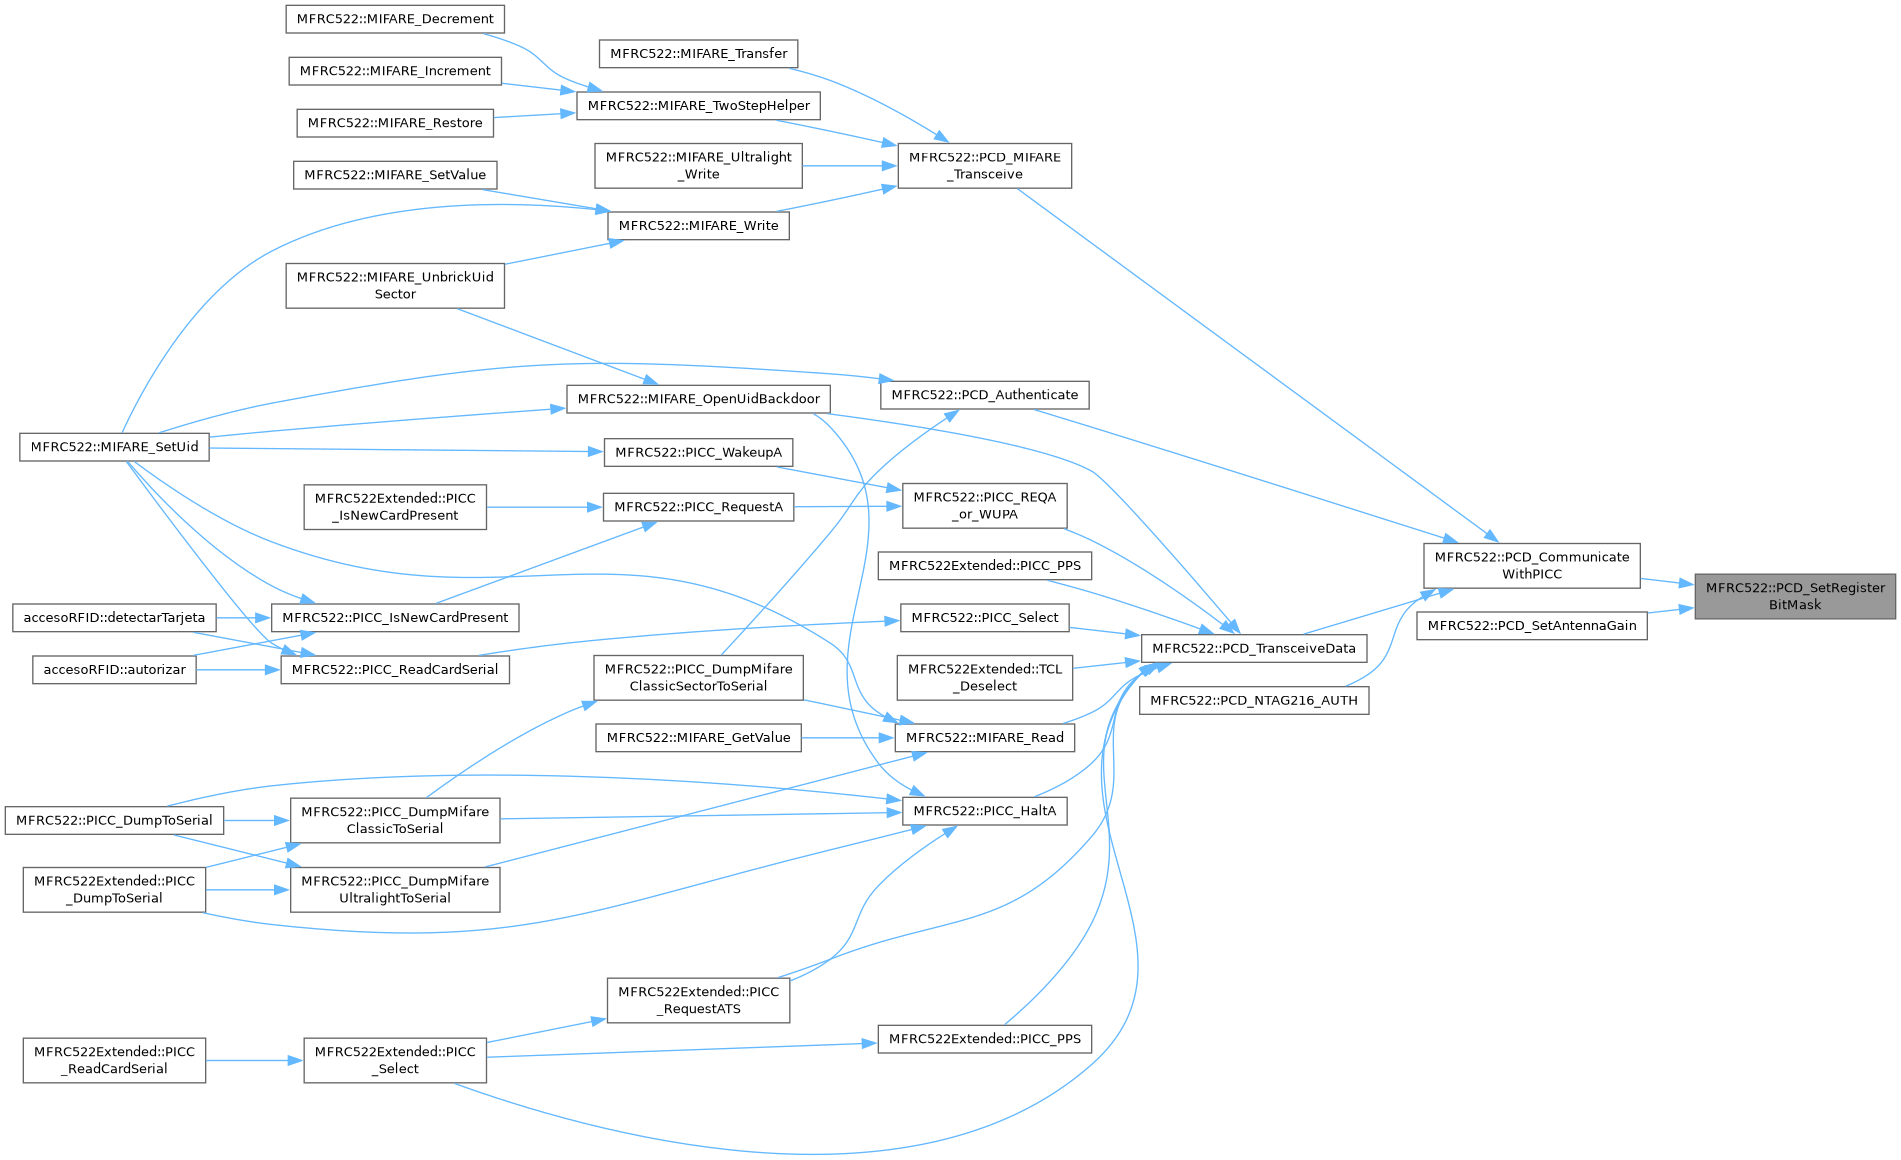 MFRC522::MIFARE_Decrement
MFRC522::MIFARE_Transfer
MFRC522::MIFARE_Increment
MFRC522::MIFARE_TwoStepHelper
MFRC522::MIFARE_Restore
MFRC522::MIFARE_Ultralight
_Write
MFRC522::PCD_MIFARE
_Transceive
MFRC522::MIFARE_SetValue
MFRC522::MIFARE_Write
MFRC522::MIFARE_UnbrickUid
Sector
MFRC522::PCD_Authenticate
MFRC522::MIFARE_OpenUidBackdoor
MFRC522::MIFARE_SetUid
MFRC522::PICC_WakeupA
MFRC522Extended::PICC
_IsNewCardPresent
MFRC522::PICC_RequestA
MFRC522::PICC_REQA
_or_WUPA
MFRC522Extended::PICC_PPS
MFRC522::PCD_Communicate
WithPICC
MFRC522::PCD_SetRegister
BitMask
accesoRFID::detectarTarjeta
MFRC522::PICC_IsNewCardPresent
MFRC522::PICC_Select
MFRC522::PCD_SetAntennaGain
MFRC522::PCD_TransceiveData
accesoRFID::autorizar
MFRC522::PICC_ReadCardSerial
MFRC522::PICC_DumpMifare
ClassicSectorToSerial
MFRC522Extended::TCL
_Deselect
MFRC522::PCD_NTAG216_AUTH
MFRC522::MIFARE_GetValue
MFRC522::MIFARE_Read
MFRC522::PICC_DumpToSerial
MFRC522::PICC_DumpMifare
ClassicToSerial
MFRC522::PICC_HaltA
MFRC522Extended::PICC
_DumpToSerial
MFRC522::PICC_DumpMifare
UltralightToSerial
MFRC522Extended::PICC
_RequestATS
MFRC522Extended::PICC_PPS
MFRC522Extended::PICC
_ReadCardSerial
MFRC522Extended::PICC
_Select